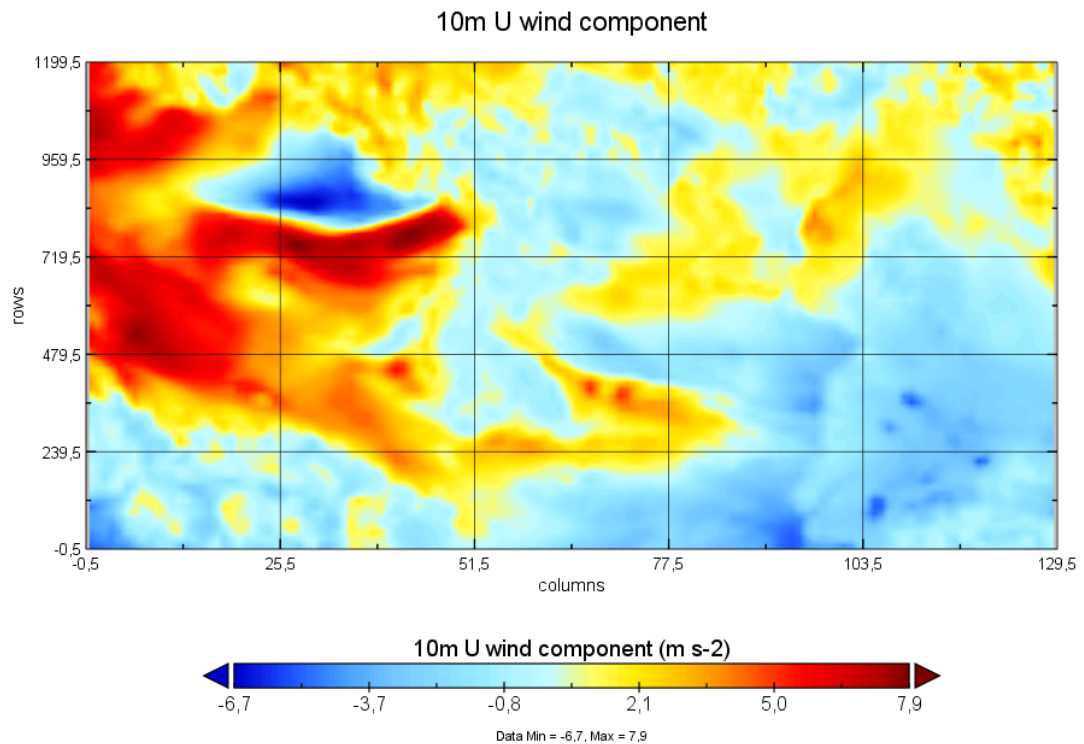 10m U wind component
1199,5
959,5
719,5
rows
479,5
239,5
-0,5
-0,5 25,5 51,5 77,5 103,5 129,5
columns
10m U wind component (m s-2)
-6,7 -3,7 -0,8 2,1 5,0 7,9
Data Min = -6,7, Max = 7,9